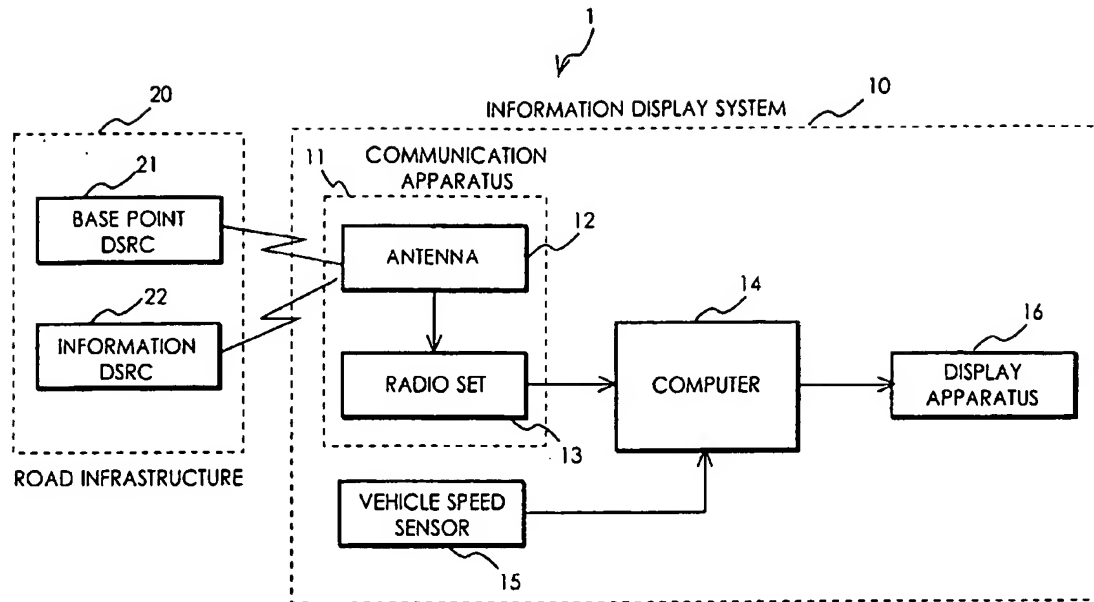 1
20
INFORMATION DISPLAY SYSTEM
10
21
BASE POINT
DSRC
22
INFORMATION
DSRC
ROAD INFRASTRUCTURE
11
COMMUNICATION
APPARATUS
12
ANTENNA
RADIO SET
13
14
COMPUTER
16
DISPLAY
APPARATUS
VEHICLE SPEED
SENSOR
15